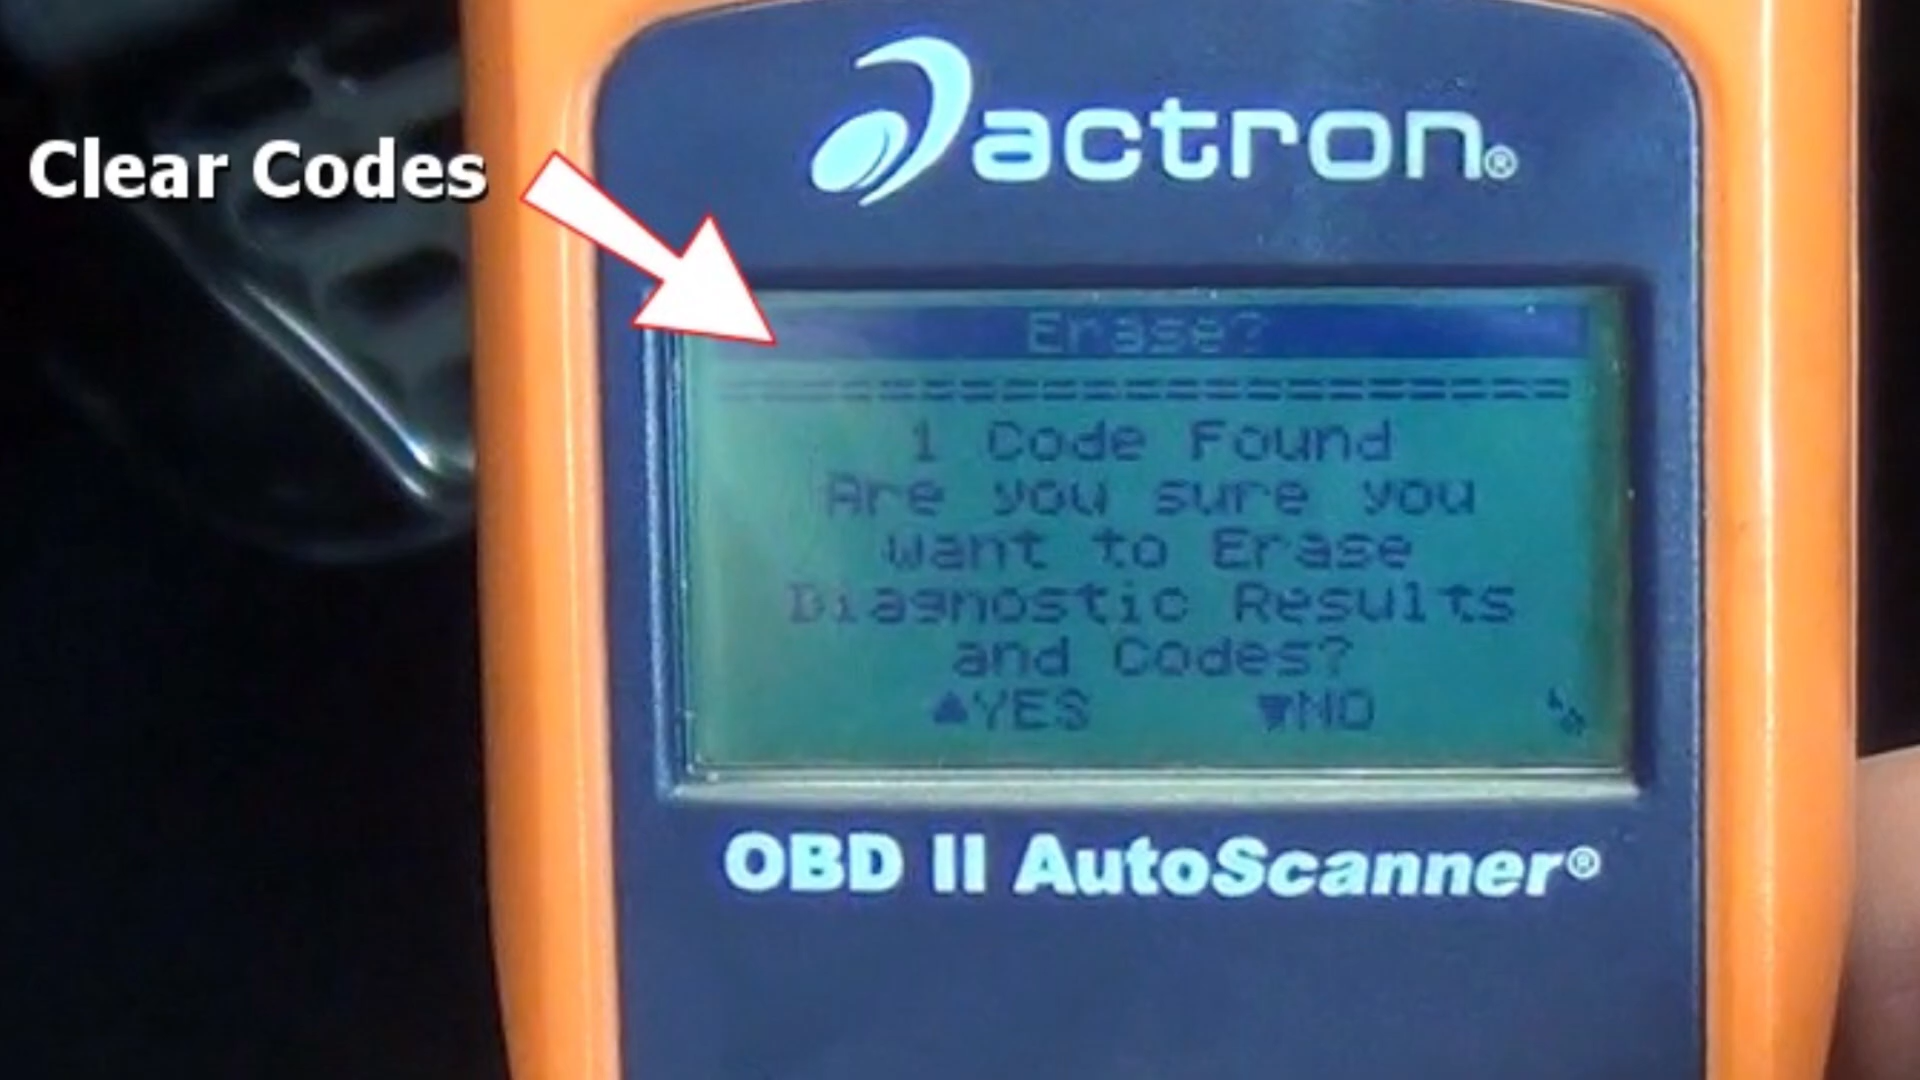 Clear Codes
actron®
Erase?
==========================
1 Code Found
Are you sure you
want to Erase
Diagnostic Results
and Codes?
▲YES ▼NO
OBD II AutoScanner®